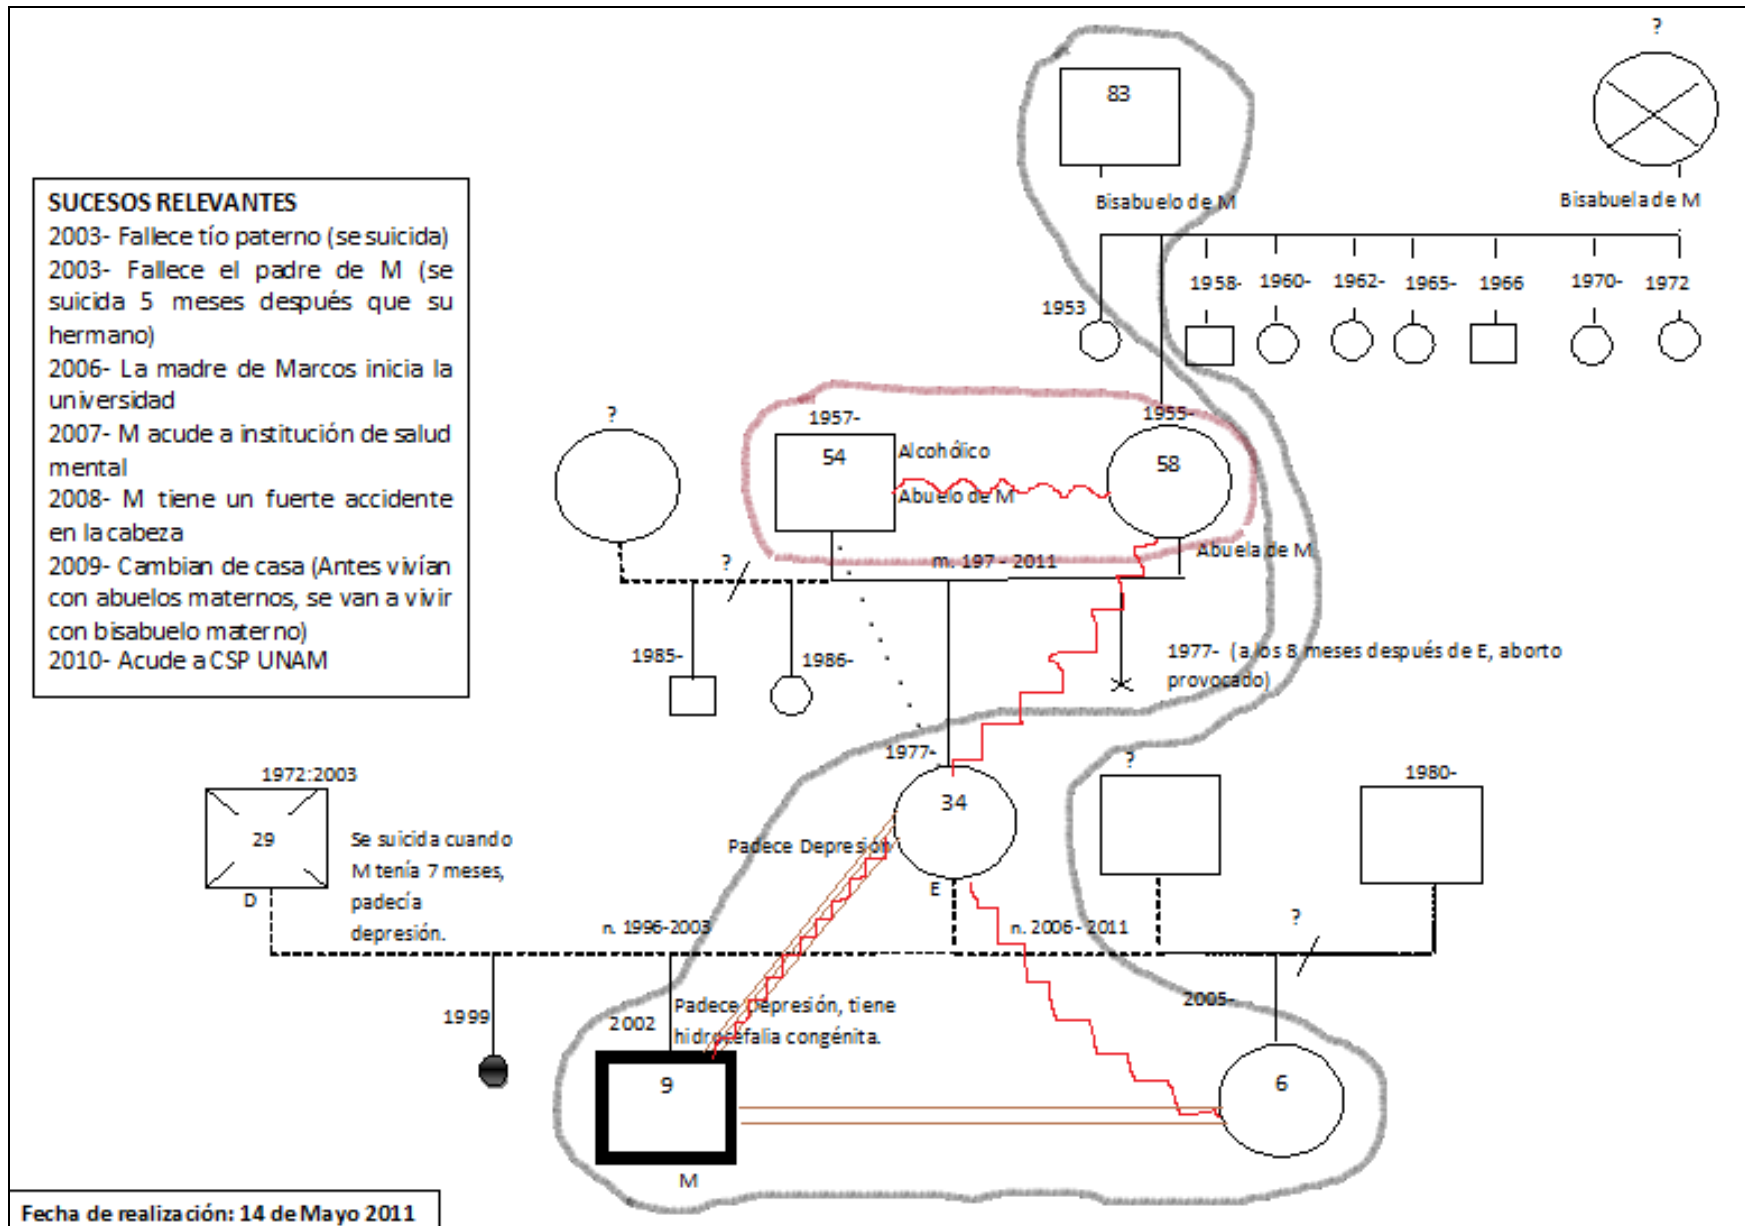 ?
83
Bisabuelo de M
Bisabuela de M
SUCESOS RELEVANTES
2003- Fallece tío paterno (se suicida)
2003- Fallece el padre de M (se
suicida 5 meses después que su
hermano)
2006- La madre de Marcos inicia la
universidad
2007- M acude a institución de salud
mental
2008- M tiene un fuerte accidente
en la cabeza
2009- Cambian de casa (Antes vivían
con abuelos maternos, se van a vivir
con bisabuelo materno)
2010- Acude a CSP UNAM
1953
1958-
1960-
1962-
1965-
1966
1970-
1972
?
1957-
1955-
54
Alcohólico
58
Abuelo de M
Abuela de M
?
m. 197 - 2011
1985-
1986-
1977- (a los 8 meses después de E, aborto
provocado)
1977-
?
1980-
1972:2003
34
29
Se suicida cuando
M tenía 7 meses,
padecía
depresión.
Padece Depresión
D
E
n. 1996-2003
n. 2006 - 2011
?
1999
2002
Padece Depresión, tiene
hidrocefalia congénita.
2005-
9
6
M
Fecha de realización: 14 de Mayo 2011